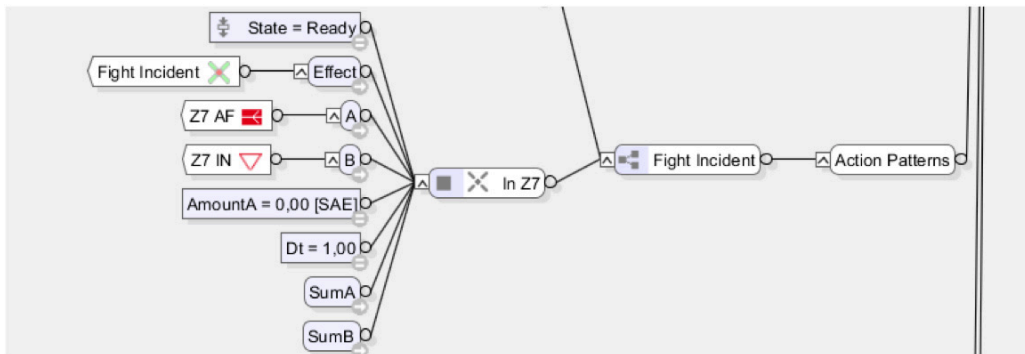 State = Ready
Fight Incident
Effect
Z7 AF
A
Z7 IN
B
In Z7
Fight Incident
Action Patterns
AmountA = 0,00 [SAE]
Dt = 1,00
SumA
SumB